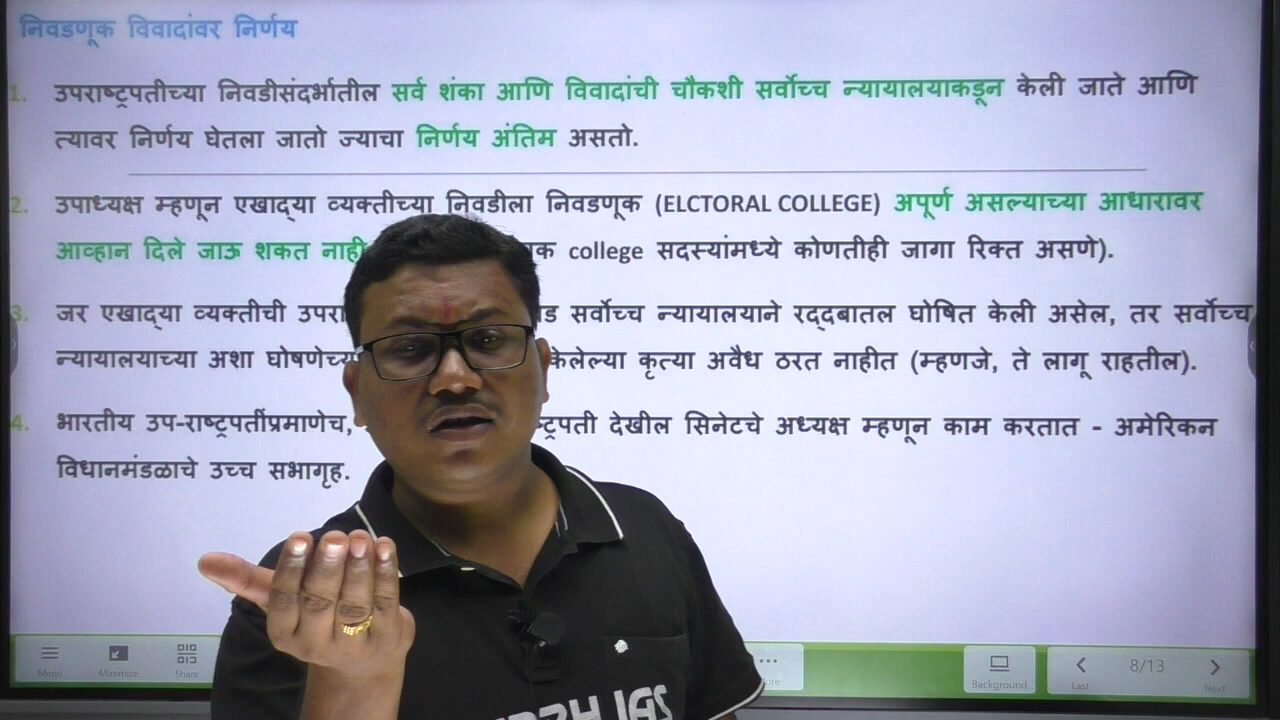 निवडणूक विवादांवर निर्णय
1. उपराष्ट्रपतीच्या निवडीसंदर्भातील सर्व शंका आणि विवादांची चौकशी सर्वोच्च न्यायालयाकडून केली जाते आणि
त्यावर निर्णय घेतला जातो ज्याचा निर्णय अंतिम असतो.
2. उपाध्यक्ष म्हणून एखाद्या व्यक्तीच्या निवडीला निवडणूक (ELCTORAL COLLEGE) अपूर्ण असल्याच्या आधारावर
आव्हान दिले जाऊ शकत नाही college सदस्यांमध्ये कोणतीही जागा रिक्त असणे).
3. जर एखाद्या व्यक्तीची सर्वोच्च न्यायालयाने रद्दबातल घोषित केली असेल, तर सर्वोच्च
न्यायालयाच्या अशा केलेल्या कृत्या अवैध ठरत नाहीत (म्हणजे, ते लागू राहतील).
4. भारतीय उप-राष्ट्रपतींप्रमाणेच, देखील सिनेटचे अध्यक्ष म्हणून काम करतात - अमेरिकन
विधानमंडळाचे उच्च सभागृह.
Menu Minimize Share Background Last 8/13 Next
IAS